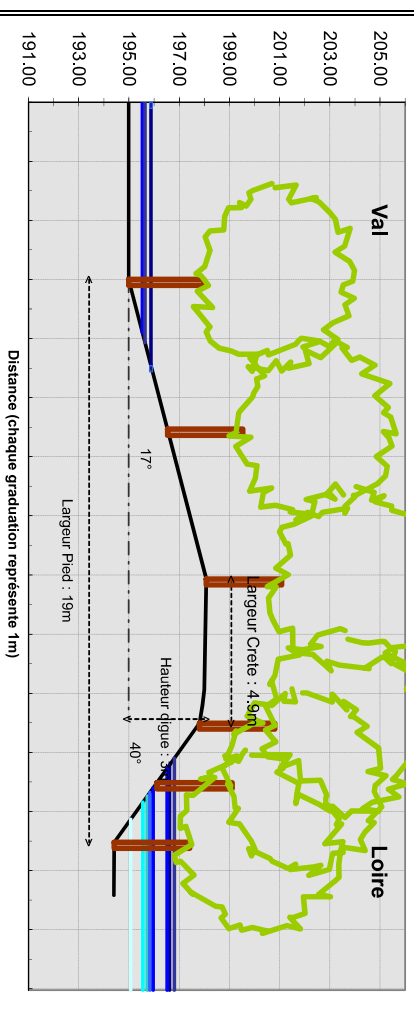 205.00
203.00
201.00
199.00
197.00
195.00
193.00
191.00
Val
Loire
Largeur Crete : 4.9m
Hauteur digue : 3
17°
40°
Largeur Pied : 19m
Distance (chaque graduation représente 1m)